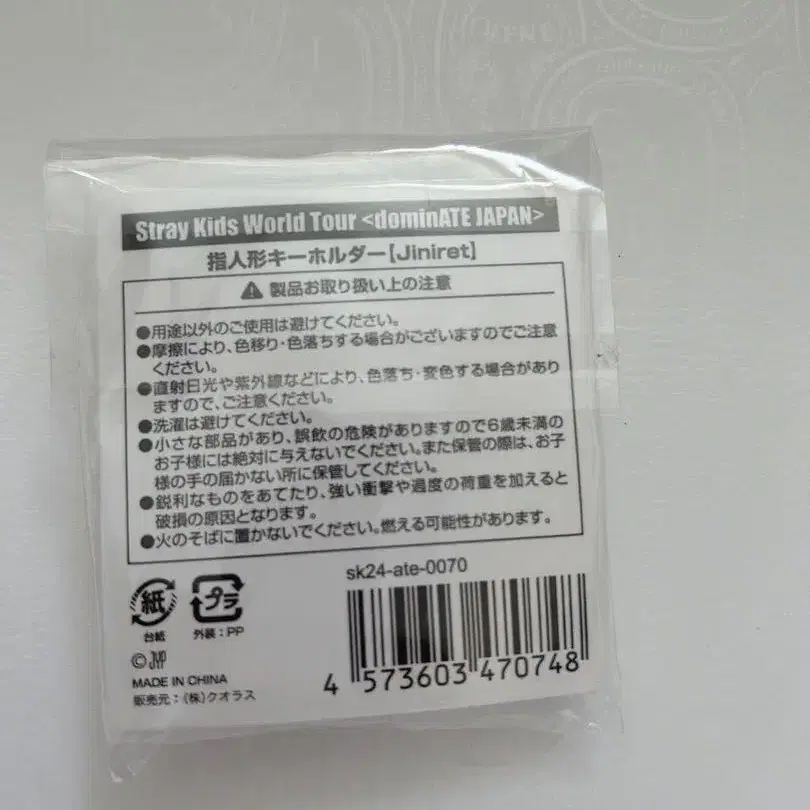 Stray Kids World Tour <dominATE JAPAN>
指人形キーホルダー【Jiniret】
製品お取り扱い上の注意
●用途以外のご使用は避けてください。
●摩擦により、色移り・色落ちする場合がございますのでご注意
ください。
●直射日光や紫外線などにより、色落ち・変色する場合があり
ますので、ご注意ください。
●洗濯は避けてください。
●小さな部品があり、誤飲の危険がありますので6歳未満の
お子様には絶対に与えないでください。また保管の際は、お子
様の手の届かない所に保管してください。
●鋭利なものをあてたり、強い衝撃や過度の荷重を加えると
破損の原因となります。
●火のそばに置かないでください。燃える可能性があります。
sk24-ate-0070
紙
プラ
台紙
外装:PP
©JYP
MADE IN CHINA
販売元:(株)クオラス
4 573603 470748